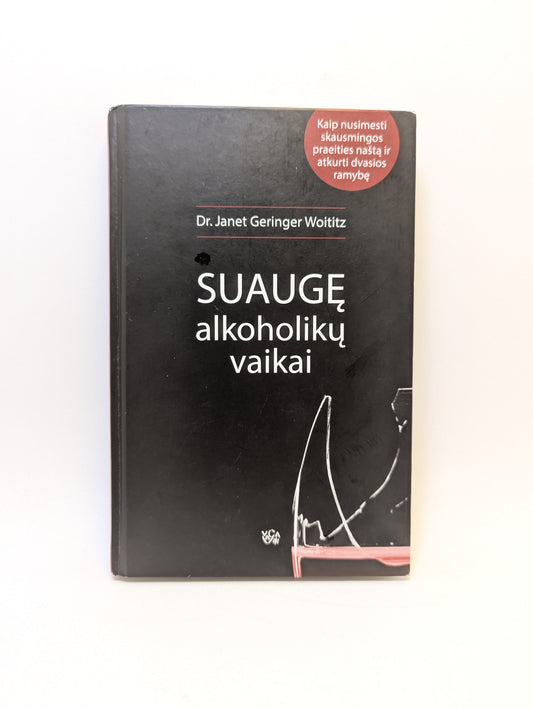 Kaip nusimesti
skausmingos
praeities naštą ir
atkurti dvasios
ramybę
Dr. Janet Geringer Woititz
SUAUGĘ
alkoholikų
vaikai